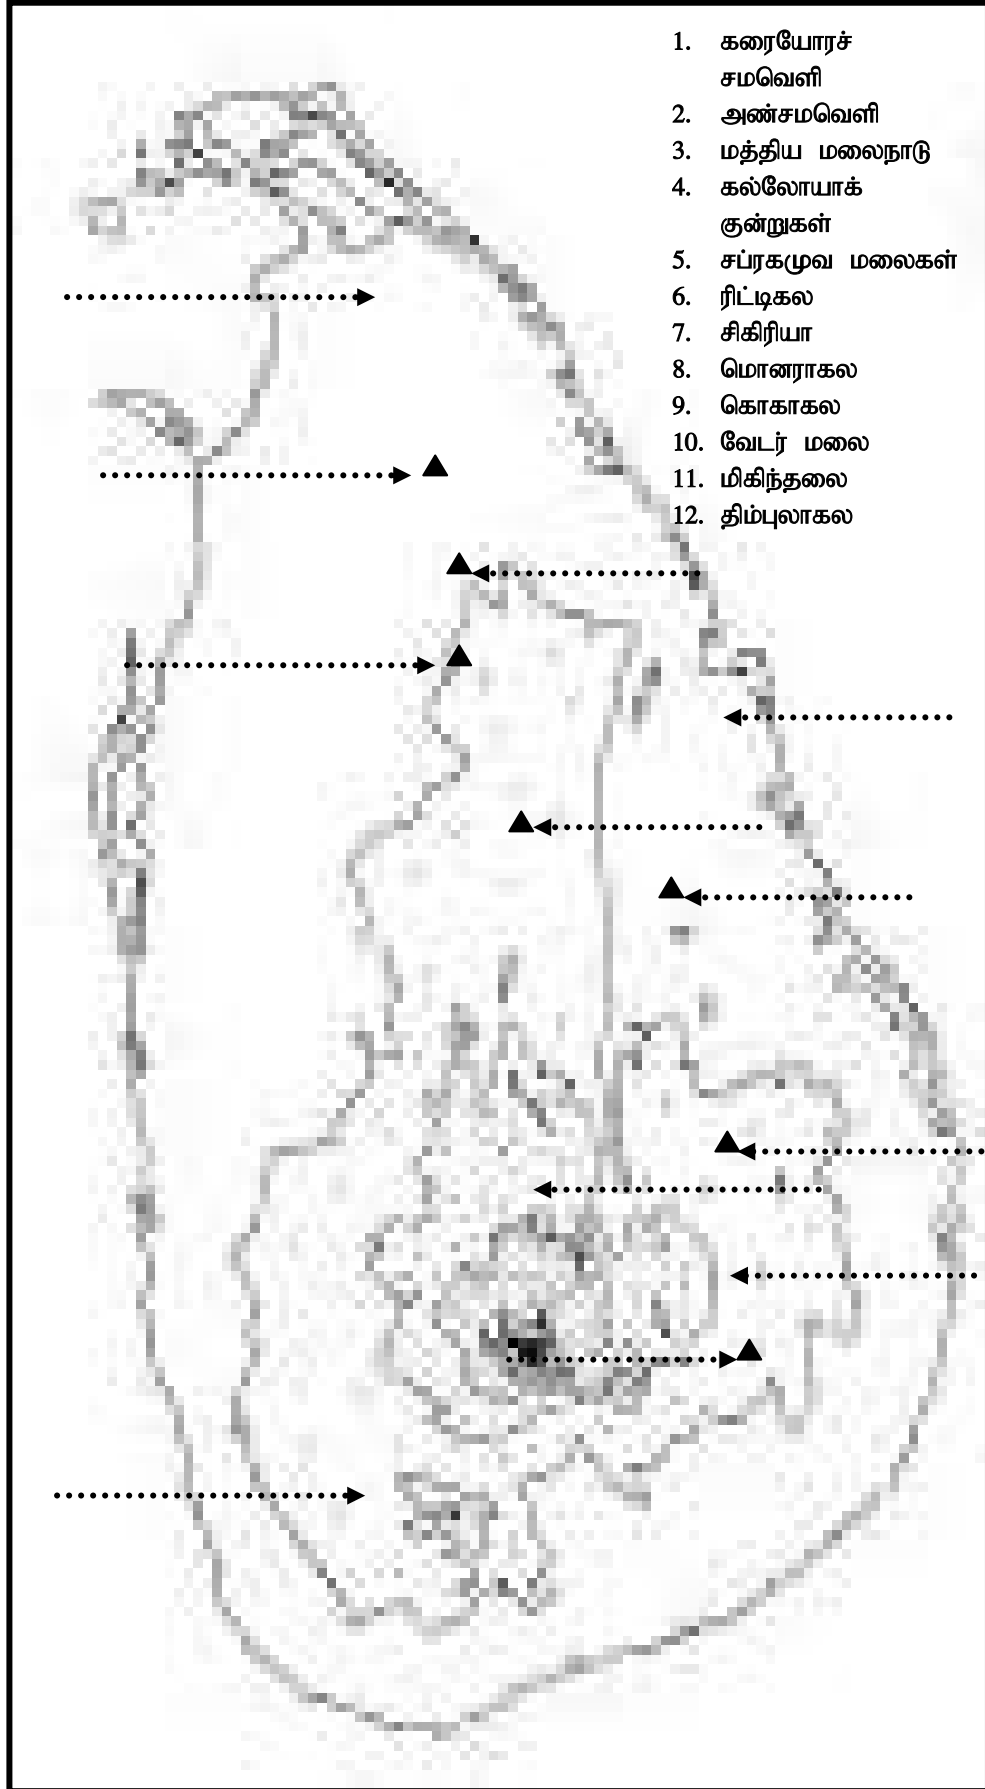 1. கரையோரச்
சமவெளி
2. அண்சமவெளி
3. மத்திய மலைநாடு
4. கல்லோயாக்
குன்றுகள்
5. சப்ரகமுவ மலைகள்
6. ரிட்டிகல
7. சிகிரியா
8. மொனராகல
9. கொகாகல
10. வேடர் மலை
11. மிகிந்தலை
12. திம்புலாகல